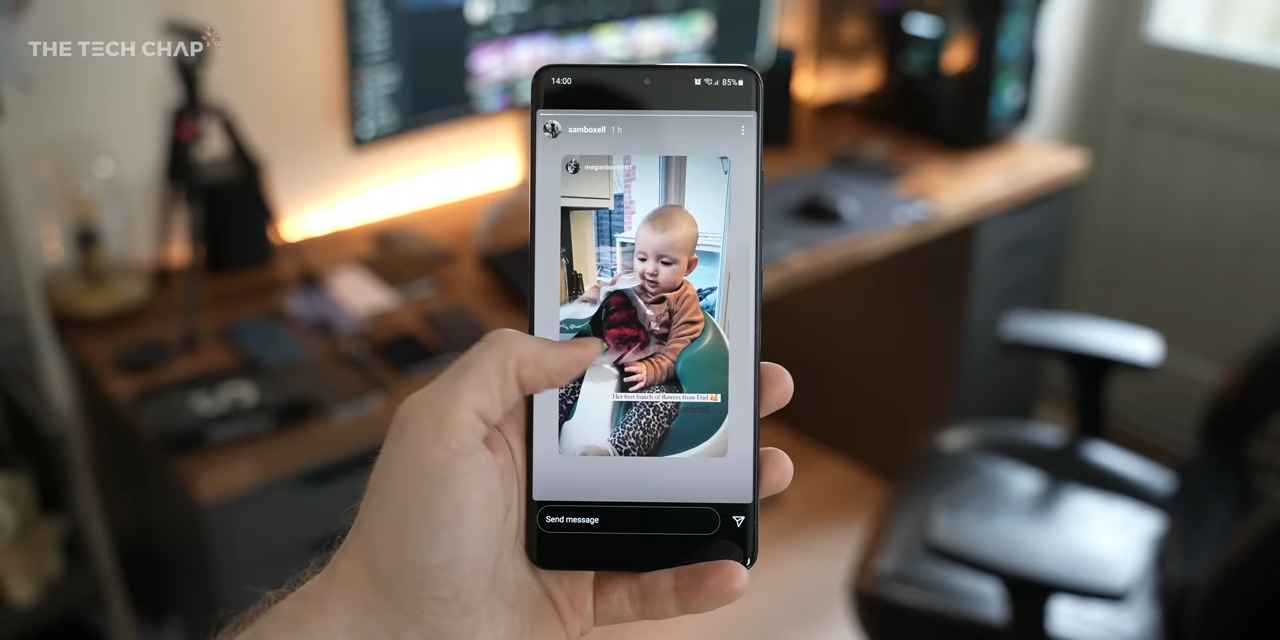 THE TECH CHAP
14:00
85%
samboxell 1 h
Her first bunch of flowers from Dad 🥰
Send message